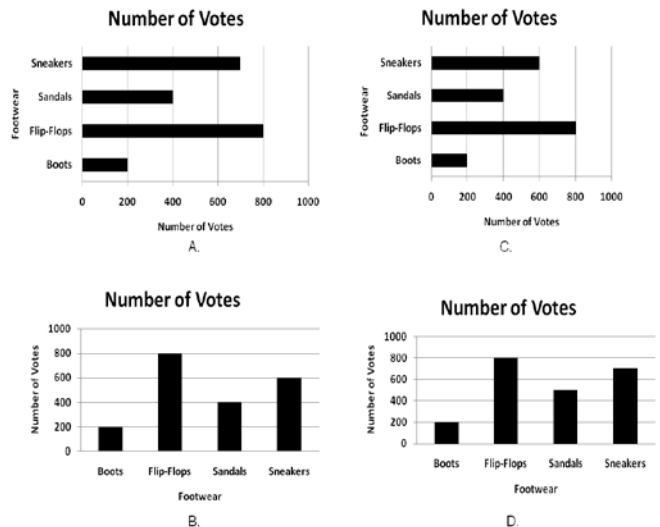 Number of Votes
Footwear
Sneakers
Sandals
Flip-Flops
Boots
0 200 400 600 800 1000
Number of Votes
A.
Number of Votes
Footwear
Sneakers
Sandals
Flip-Flops
Boots
0 200 400 600 800 1000
Number of Votes
C.
Number of Votes
Number of Votes
1000
800
600
400
200
0
Boots Flip-Flops Sandals Sneakers
Footwear
B.
Number of Votes
Number of Votes
1000
800
600
400
200
0
Boots Flip-Flops Sandals Sneakers
Footwear
D.